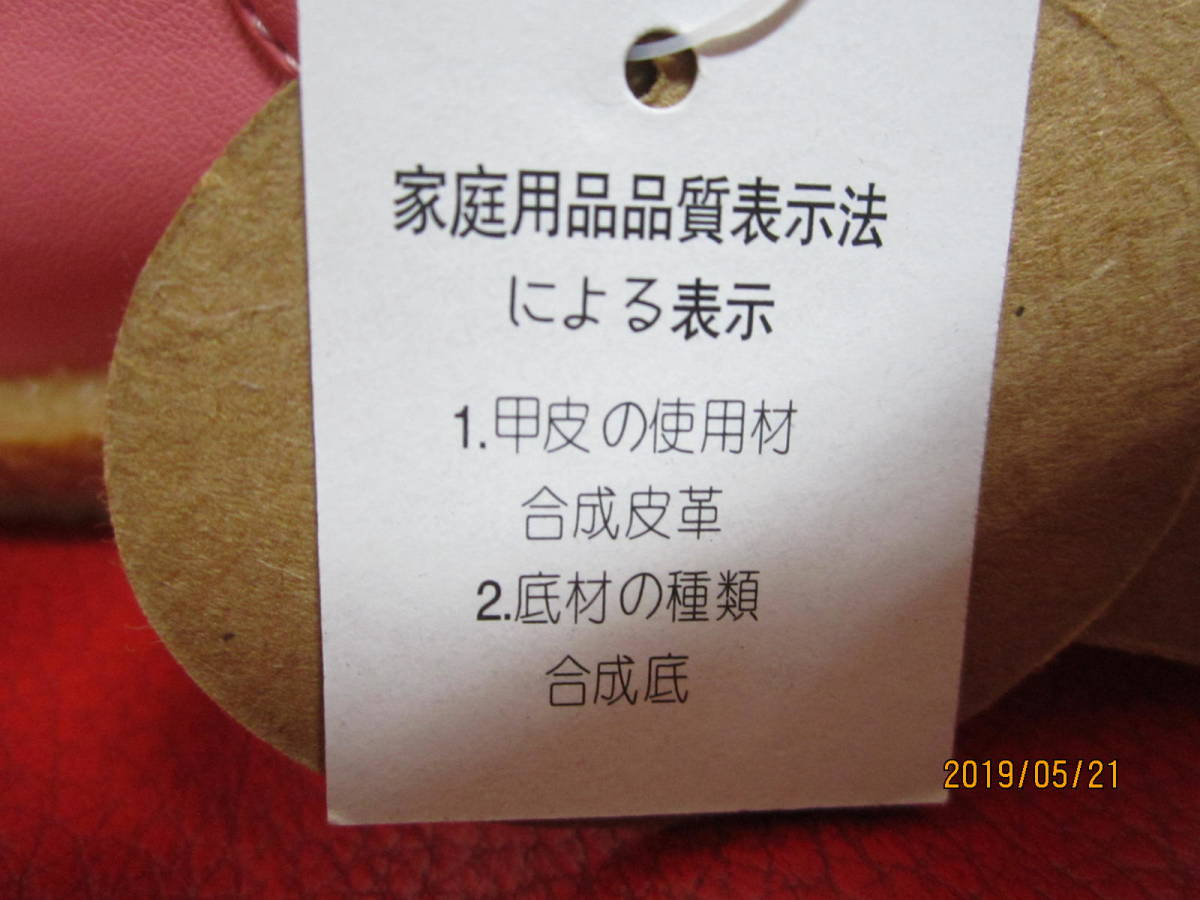 家庭用品品質表示法
による表示
1.甲皮の使用材
合成皮革
2.底材の種類
合成底
2019/05/21